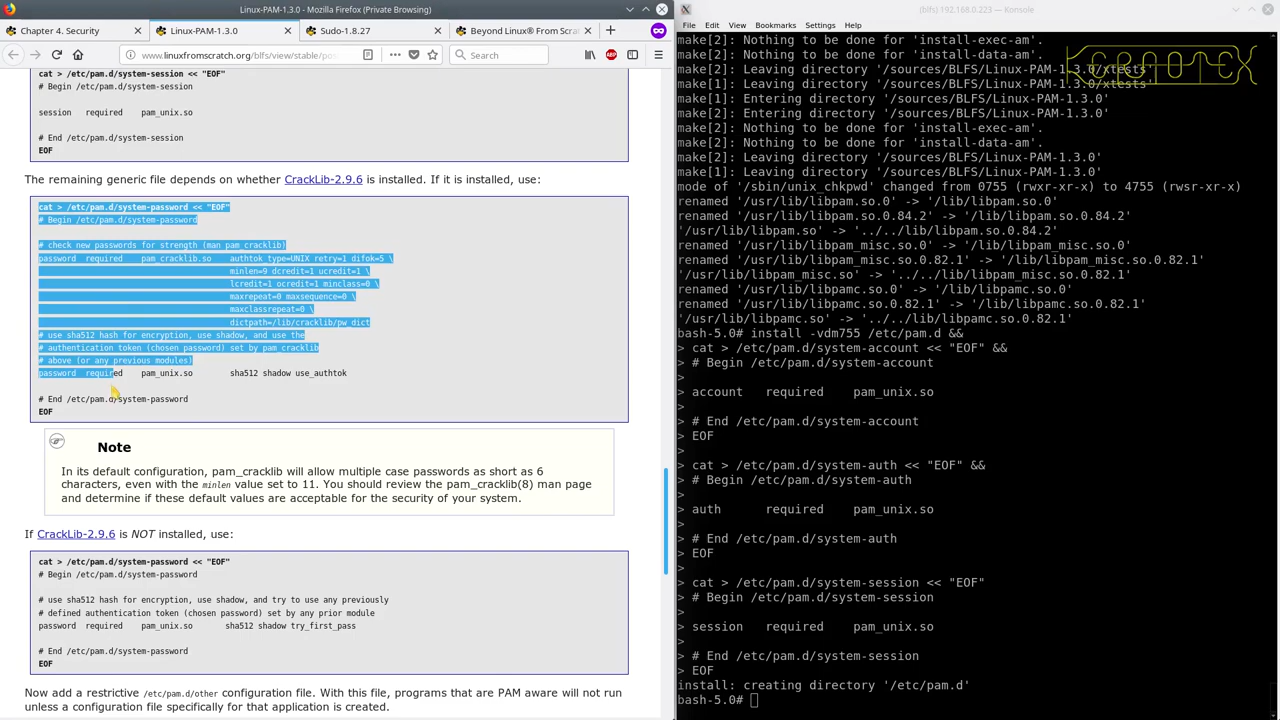 Linux-PAM-1.3.0 - Mozilla Firefox (Private Browsing)
Chapter 4. Security
Linux-PAM-1.3.0
Sudo-1.8.27
Beyond Linux® From Scra
www.linuxfromscratch.org/blfs/view/stable/pos
Search
cat > /etc/pam.d/system-session << "EOF"
# Begin /etc/pam.d/system-session
session   required    pam_unix.so
# End /etc/pam.d/system-session
EOF
The remaining generic file depends on whether CrackLib-2.9.6 is installed. If it is installed, use:
cat > /etc/pam.d/system-password << "EOF"
# Begin /etc/pam.d/system-password
# check new passwords for strength (man pam_cracklib)
password  required    pam_cracklib.so    authtok_type=UNIX retry=1 difok=5 \
minlen=9 dcredit=1 ucredit=1 \
lcredit=1 ocredit=1 minclass=0 \
maxrepeat=0 maxsequence=0 \
maxclassrepeat=0 \
dictpath=/lib/cracklib/pw_dict
# use sha512 hash for encryption, use shadow, and use the
# authentication token (chosen password) set by pam_cracklib
# above (or any previous modules)
password  required    pam_unix.so        sha512 shadow use_authtok
# End /etc/pam.d/system-password
EOF
Note
In its default configuration, pam_cracklib will allow multiple case passwords as short as 6
characters, even with the minlen value set to 11. You should review the pam_cracklib(8) man page
and determine if these default values are acceptable for the security of your system.
If CrackLib-2.9.6 is NOT installed, use:
cat > /etc/pam.d/system-password << "EOF"
# Begin /etc/pam.d/system-password
# use sha512 hash for encryption, use shadow, and try to use any previously
# defined authentication token (chosen password) set by any prior module
password  required    pam_unix.so       sha512 shadow try_first_pass
# End /etc/pam.d/system-password
EOF
Now add a restrictive /etc/pam.d/other configuration file. With this file, programs that are PAM aware will not run
unless a configuration file specifically for that application is created.
(blfs) 192.168.0.223 — Konsole
File Edit View Bookmarks Settings Help
KEAOTEX
make[2]: Nothing to be done for 'install-exec-am'.
make[2]: Nothing to be done for 'install-data-am'.
make[2]: Leaving directory '/sources/BLFS/Linux-PAM-1.3.0/xtests'
make[1]: Leaving directory '/sources/BLFS/Linux-PAM-1.3.0/xtests'
make[1]: Entering directory '/sources/BLFS/Linux-PAM-1.3.0'
make[2]: Entering directory '/sources/BLFS/Linux-PAM-1.3.0'
make[2]: Nothing to be done for 'install-exec-am'.
make[2]: Nothing to be done for 'install-data-am'.
make[2]: Leaving directory '/sources/BLFS/Linux-PAM-1.3.0'
make[1]: Leaving directory '/sources/BLFS/Linux-PAM-1.3.0'
mode of '/sbin/unix_chkpwd' changed from 0755 (rwxr-xr-x) to 4755 (rwsr-xr-x)
renamed '/usr/lib/libpam.so.0' -> '/lib/libpam.so.0'
renamed '/usr/lib/libpam.so.0.84.2' -> '/lib/libpam.so.0.84.2'
'/usr/lib/libpam.so' -> '../../lib/libpam.so.0.84.2'
renamed '/usr/lib/libpam_misc.so.0' -> '/lib/libpam_misc.so.0'
renamed '/usr/lib/libpam_misc.so.0.82.1' -> '/lib/libpam_misc.so.0.82.1'
'/usr/lib/libpam_misc.so' -> '../../lib/libpam_misc.so.0.82.1'
renamed '/usr/lib/libpamc.so.0' -> '/lib/libpamc.so.0'
renamed '/usr/lib/libpamc.so.0.82.1' -> '/lib/libpamc.so.0.82.1'
'/usr/lib/libpamc.so' -> '../../lib/libpamc.so.0.82.1'
bash-5.0# install -vdm755 /etc/pam.d &&
> cat > /etc/pam.d/system-account << "EOF" &&
> # Begin /etc/pam.d/system-account
>
> account   required    pam_unix.so
>
> # End /etc/pam.d/system-account
> EOF
>
> cat > /etc/pam.d/system-auth << "EOF" &&
> # Begin /etc/pam.d/system-auth
>
> auth      required    pam_unix.so
>
> # End /etc/pam.d/system-auth
> EOF
>
> cat > /etc/pam.d/system-session << "EOF"
> # Begin /etc/pam.d/system-session
>
> session   required    pam_unix.so
>
> # End /etc/pam.d/system-session
> EOF
install: creating directory '/etc/pam.d'
bash-5.0#